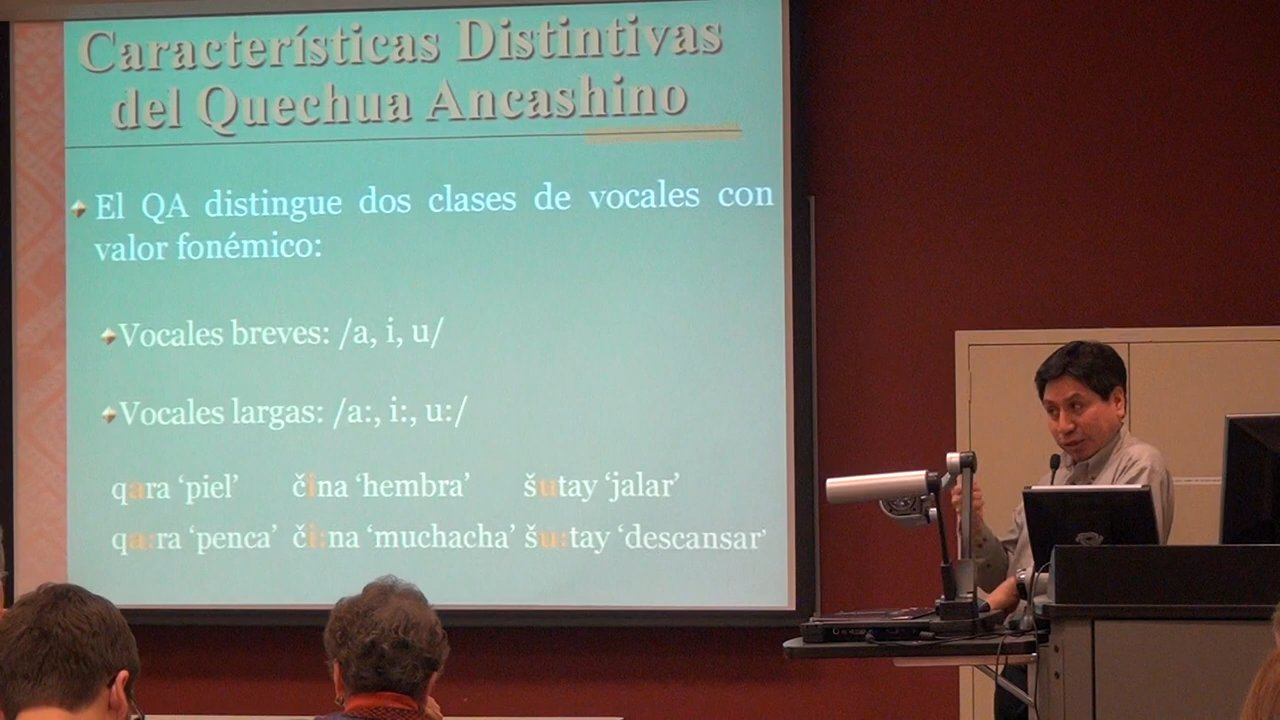 Características Distintivas
del Quechua Ancashino
El QA distingue dos clases de vocales con
valor fonémico:
Vocales breves: /a, i, u/
Vocales largas: /a:, i:, u:/
qara ‘piel’ čina ‘hembra’ šutay ‘jalar’
qa:ra ‘penca’ či:na ‘muchacha’ šu:tay ‘descansar’